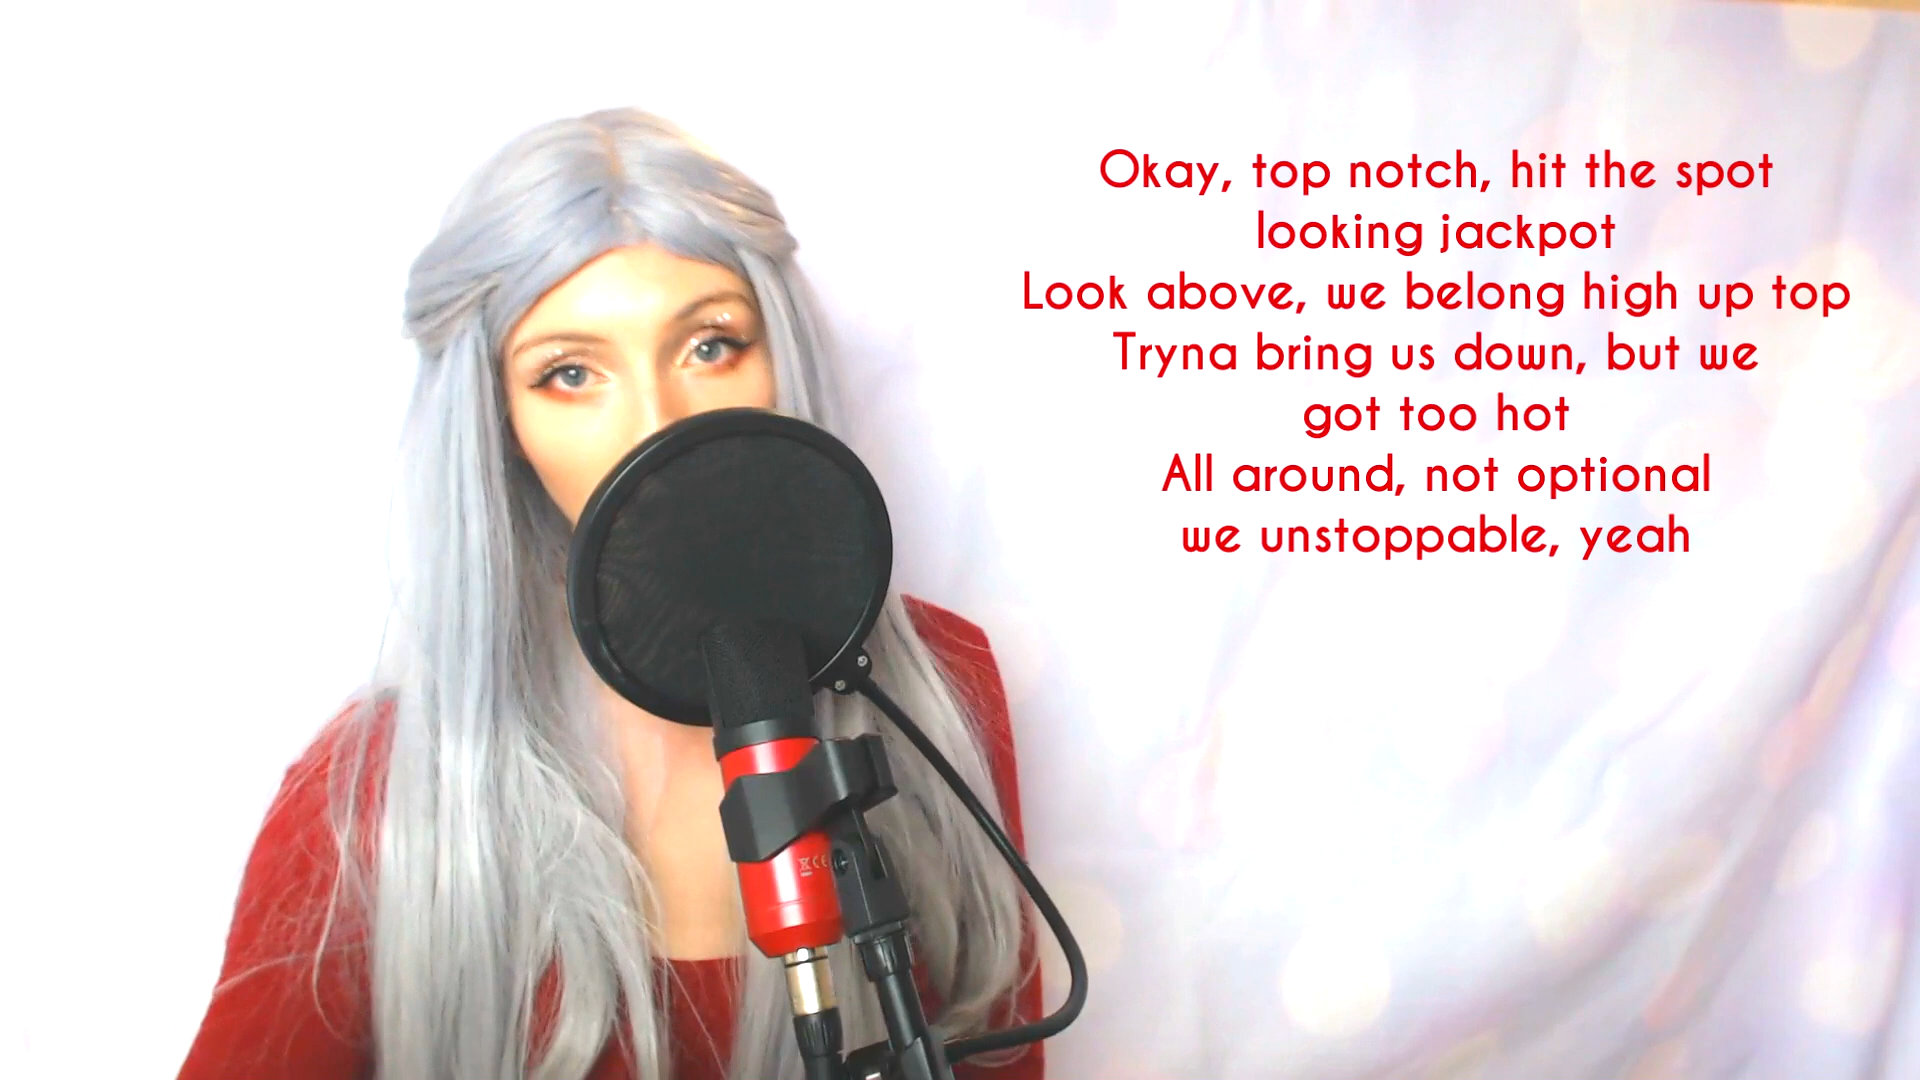 Okay, top notch, hit the spot
looking jackpot
Look above, we belong high up top
Tryna bring us down, but we
got too hot
All around, not optional
we unstoppable, yeah
CE